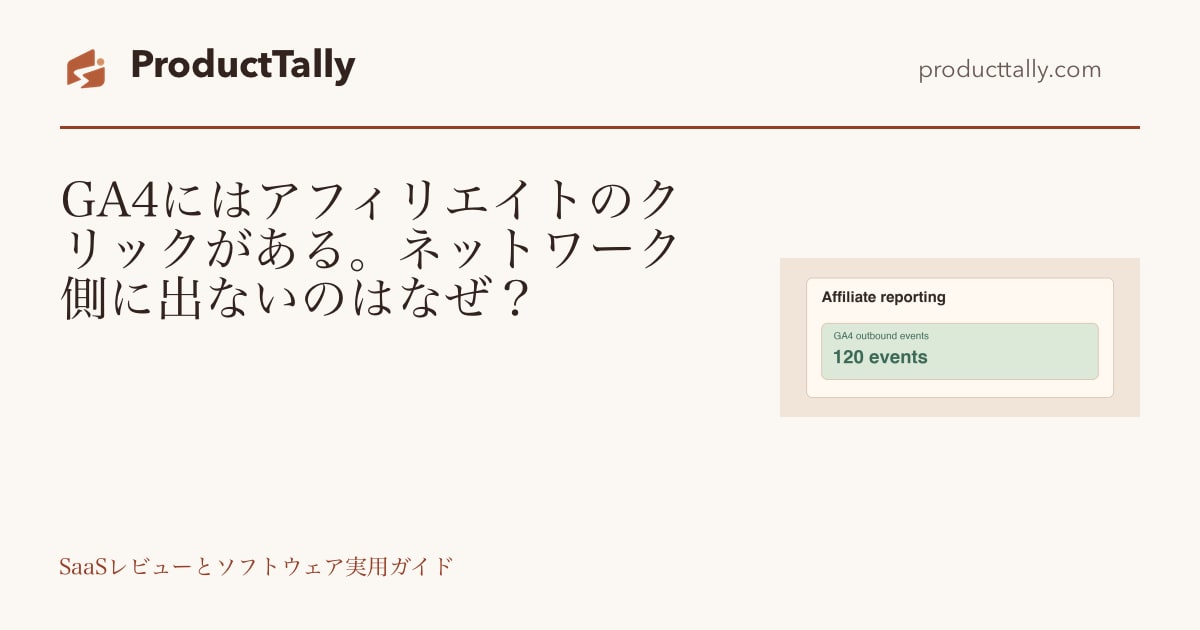 ProductTally
producttally.com
GA4にはアフィリエイトのク
リックがある。ネットワーク
側に出ないのはなぜ？
Affiliate reporting
GA4 outbound events
120 events
SaaSレビューとソフトウェア実用ガイド